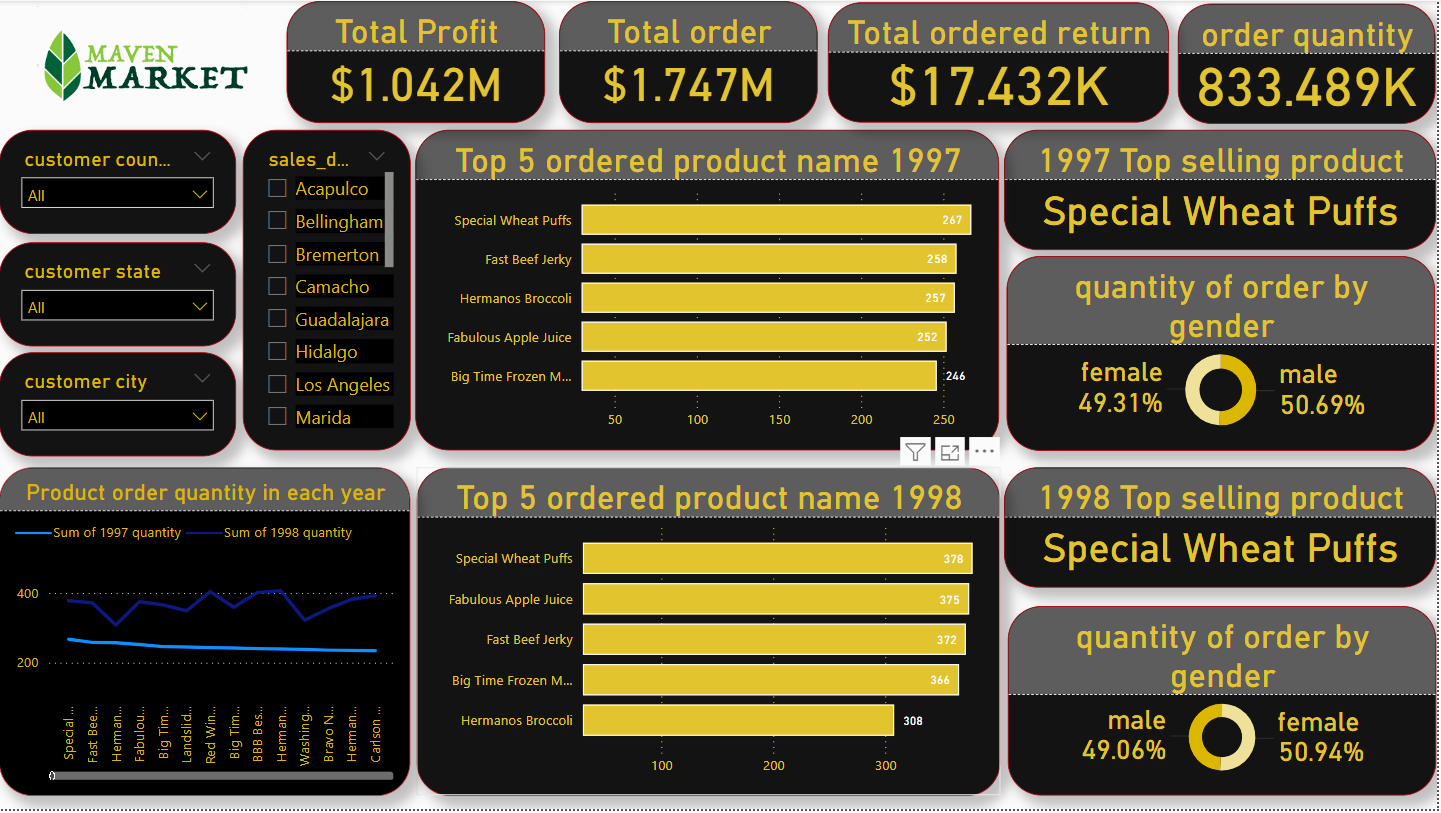 MAVEN
MARKET
Total Profit
$1.042M
Total order
$1.747M
Total ordered return
$17.432K
order quantity
833.489K
customer coun...
All
customer state
All
customer city
All
sales_d...
Acapulco
Bellingham
Bremerton
Camacho
Guadalajara
Hidalgo
Los Angeles
Marida
Top 5 ordered product name 1997
Special Wheat Puffs
267
Fast Beef Jerky
258
Hermanos Broccoli
257
Fabulous Apple Juice
252
Big Time Frozen M...
246
50
100
150
200
250
1997 Top selling product
Special Wheat Puffs
quantity of order by
gender
female
49.31%
male
50.69%
Product order quantity in each year
Sum of 1997 quantity
Sum of 1998 quantity
400
200
Special ...
Fast Bee...
Herman...
Fabulou...
Big Tim...
Landslid...
Red Win...
Big Tim...
BBB Bes...
Herman...
Washing...
Bravo N...
Herman...
Carlson ...
Top 5 ordered product name 1998
Special Wheat Puffs
378
Fabulous Apple Juice
375
Fast Beef Jerky
372
Big Time Frozen M...
366
Hermanos Broccoli
308
100
200
300
1998 Top selling product
Special Wheat Puffs
quantity of order by
gender
male
49.06%
female
50.94%